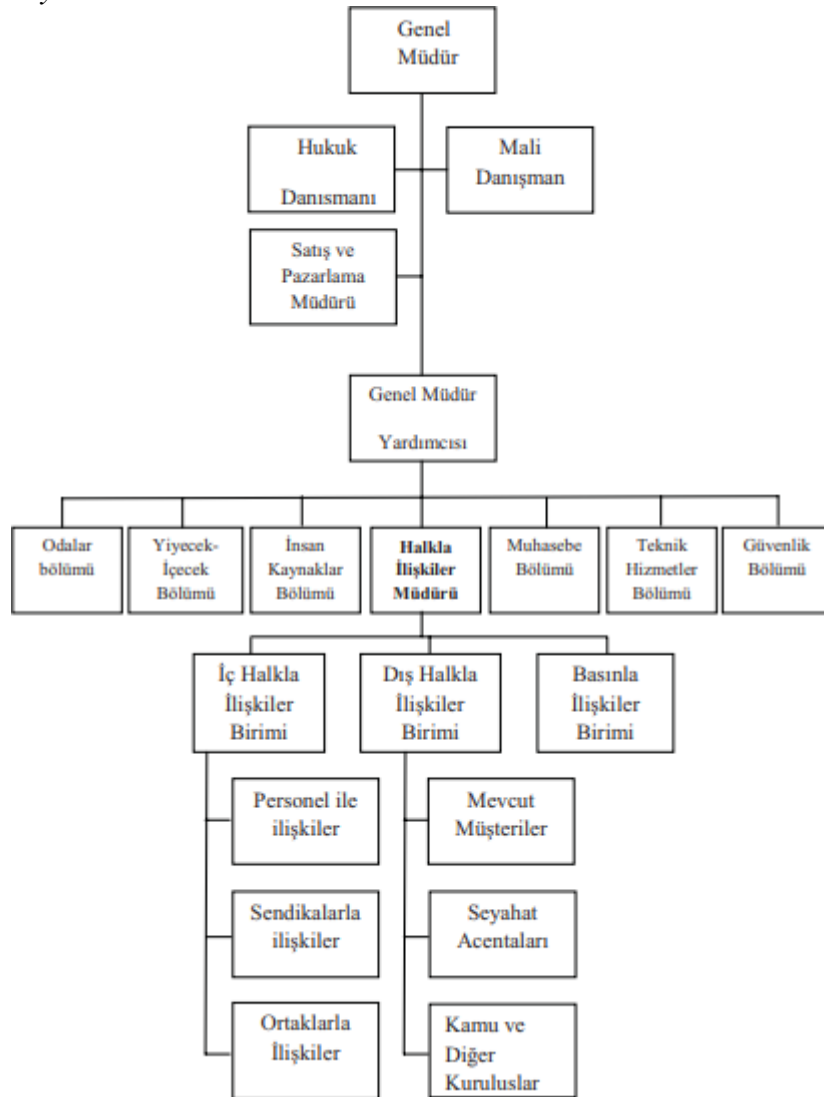 Genel
Müdür
Hukuk
Danısmanı
Mali
Danışman
Satış ve
Pazarlama
Müdürü
Genel Müdür
Yardımcısı
Odalar
bölümü
Yiyecek-
İçecek
Bölümü
İnsan
Kaynaklar
Bölümü
Halkla
İlişkiler
Müdürü
Muhasebe
Bölümü
Teknik
Hizmetler
Bölümü
Güvenlik
Bölümü
İç Halkla
İlişkiler
Birimi
Dış Halkla
İlişkiler
Birimi
Basınla
İlişkiler
Birimi
Personel ile
ilişkiler
Sendikalarla
ilişkiler
Ortaklarla
İlişkiler
Mevcut
Müşteriler
Seyahat
Acentaları
Kamu ve
Diğer
Kuruluslar